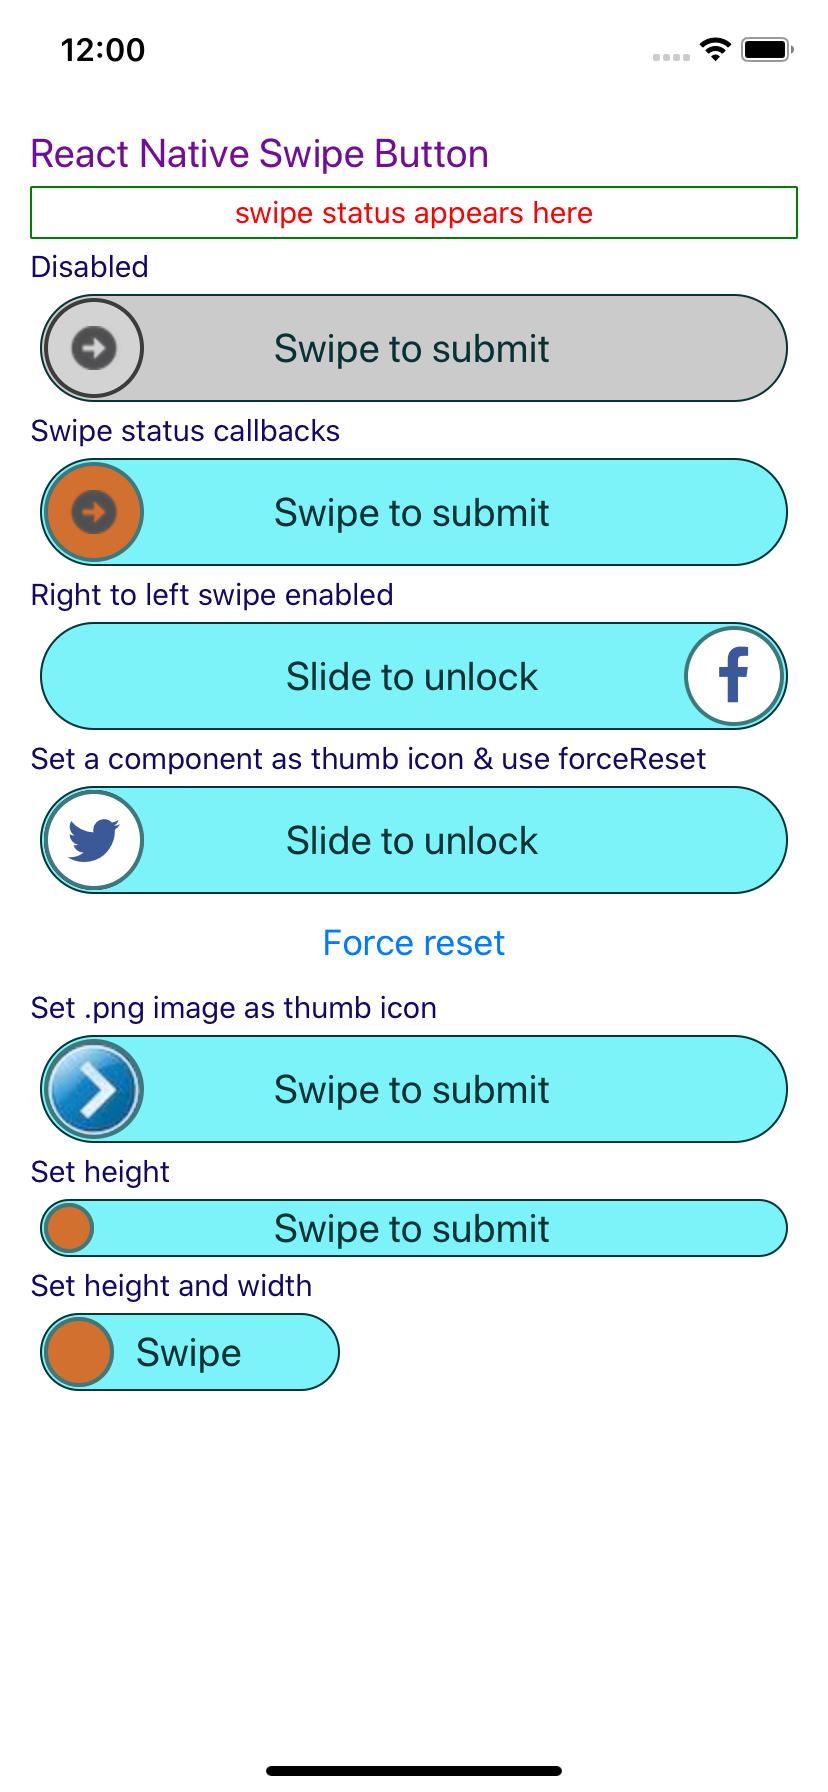 12:00
React Native Swipe Button
swipe status appears here
Disabled
Swipe to submit
Swipe status callbacks
Swipe to submit
Right to left swipe enabled
Slide to unlock
Set a component as thumb icon & use forceReset
Slide to unlock
Force reset
Set .png image as thumb icon
Swipe to submit
Set height
Swipe to submit
Set height and width
Swipe